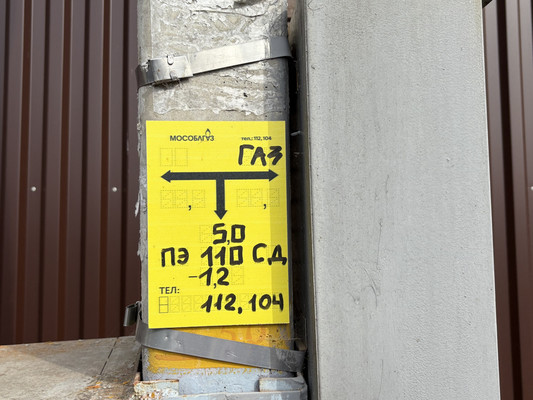 МОСОБЛГАЗ тел.: 112, 104
ГАЗ
, ,
5,0
ПЭ 110 СД
-1,2
ТЕЛ:
112, 104